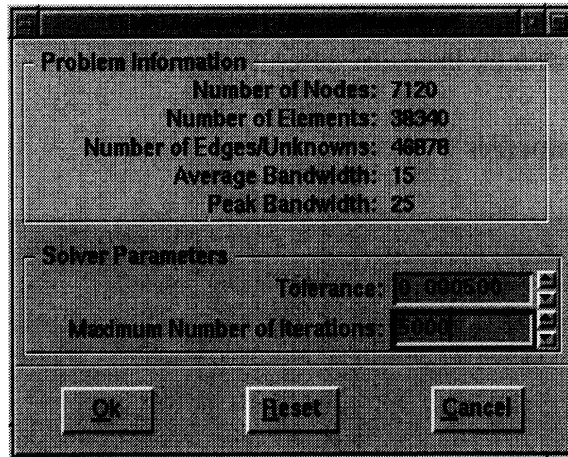 Problem Information
Number of Nodes: 7120
Number of Elements: 38340
Number of Edges/Unknowns: 46878
Average Bandwidth: 15
Peak Bandwidth: 25
Solver Parameters
Tolerance: 0.000500
Maximum Number of Iterations: 5000
Ok
Reset
Cancel